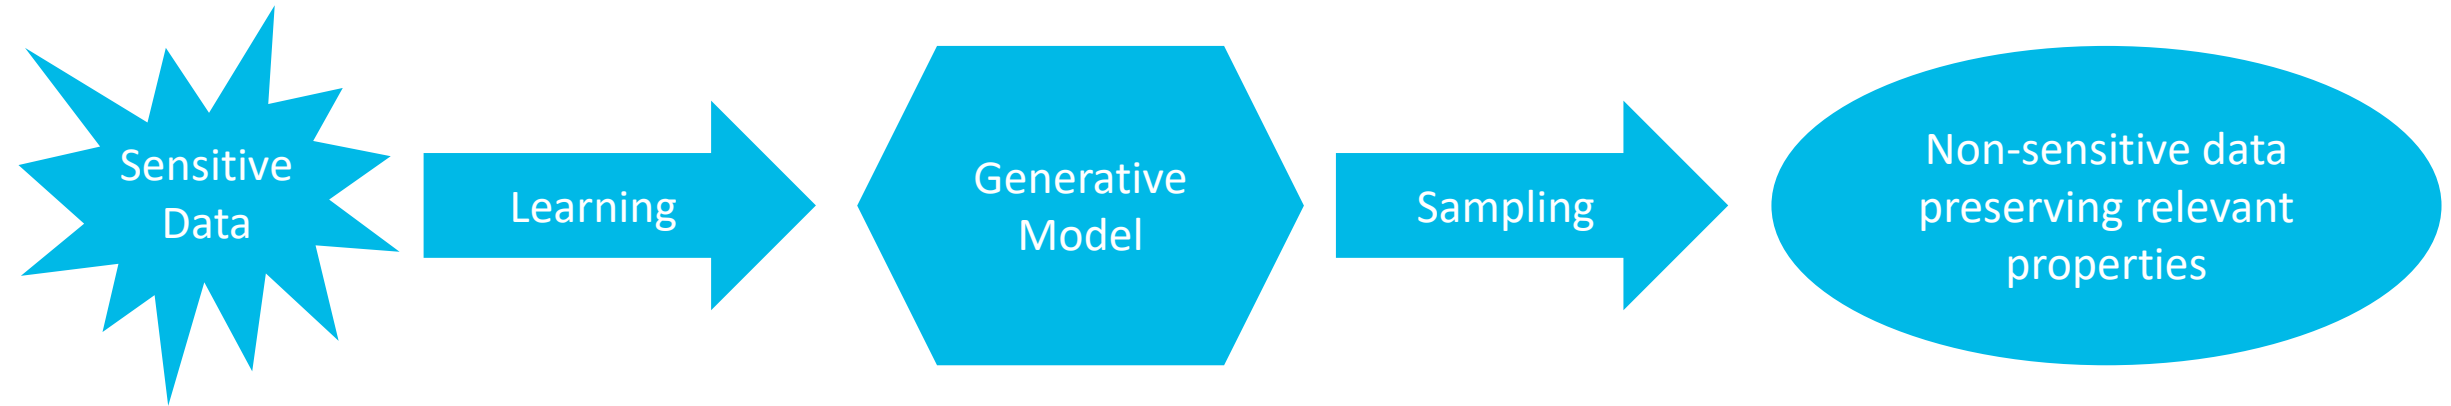 Sensitive
Data
Learning
Generative
Model
Sampling
Non-sensitive data
preserving relevant
properties